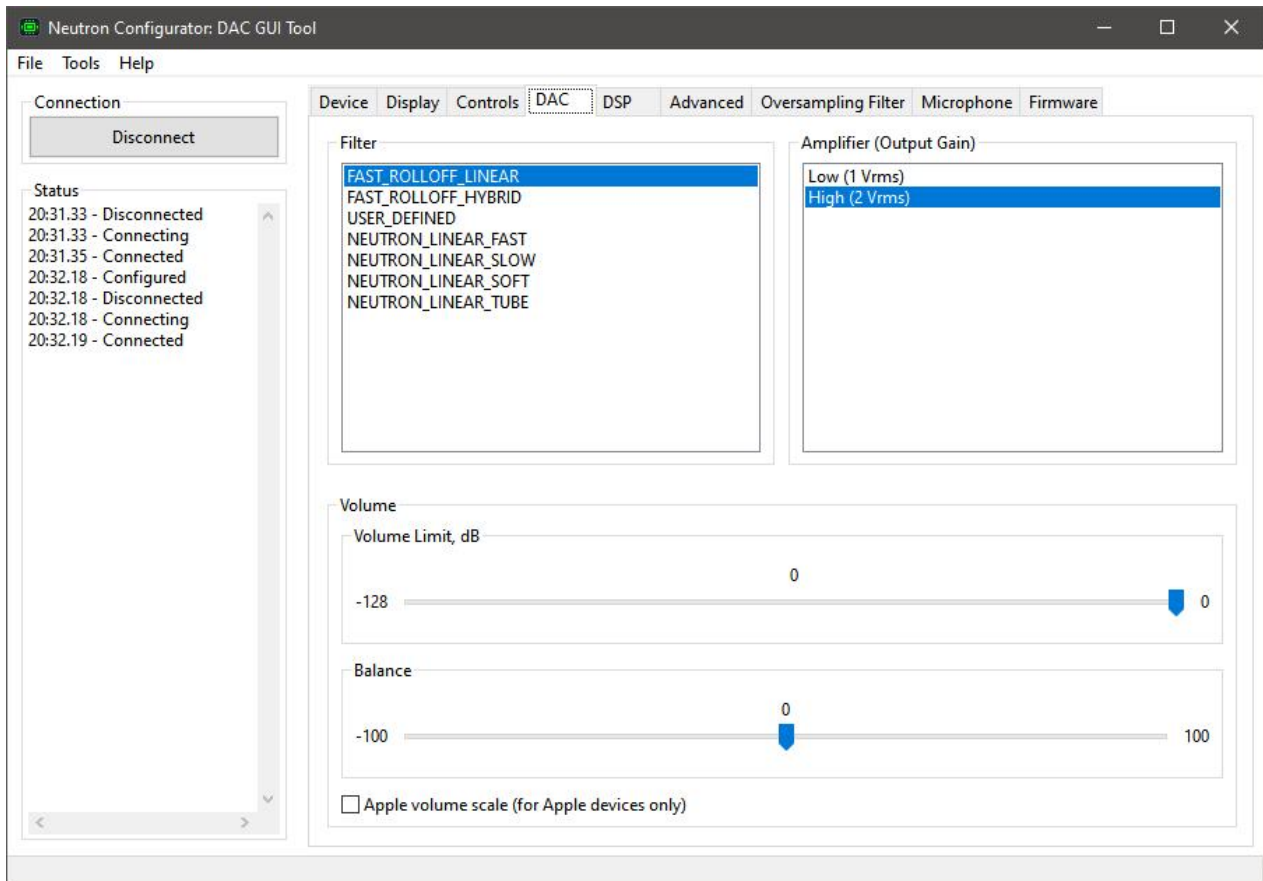 Neutron Configurator: DAC GUI Tool
File Tools Help
Connection
Disconnect
Status
20:31.33 - Disconnected
20:31.33 - Connecting
20:31.35 - Connected
20:32.18 - Configured
20:32.18 - Disconnected
20:32.18 - Connecting
20:32.19 - Connected
Device Display Controls DAC DSP Advanced Oversampling Filter Microphone Firmware
Filter
FAST_ROLLOFF_LINEAR
FAST_ROLLOFF_HYBRID
USER_DEFINED
NEUTRON_LINEAR_FAST
NEUTRON_LINEAR_SLOW
NEUTRON_LINEAR_SOFT
NEUTRON_LINEAR_TUBE
Amplifier (Output Gain)
Low (1 Vrms)
High (2 Vrms)
Volume
Volume Limit, dB
0
-128 0
Balance
0
-100 100
Apple volume scale (for Apple devices only)